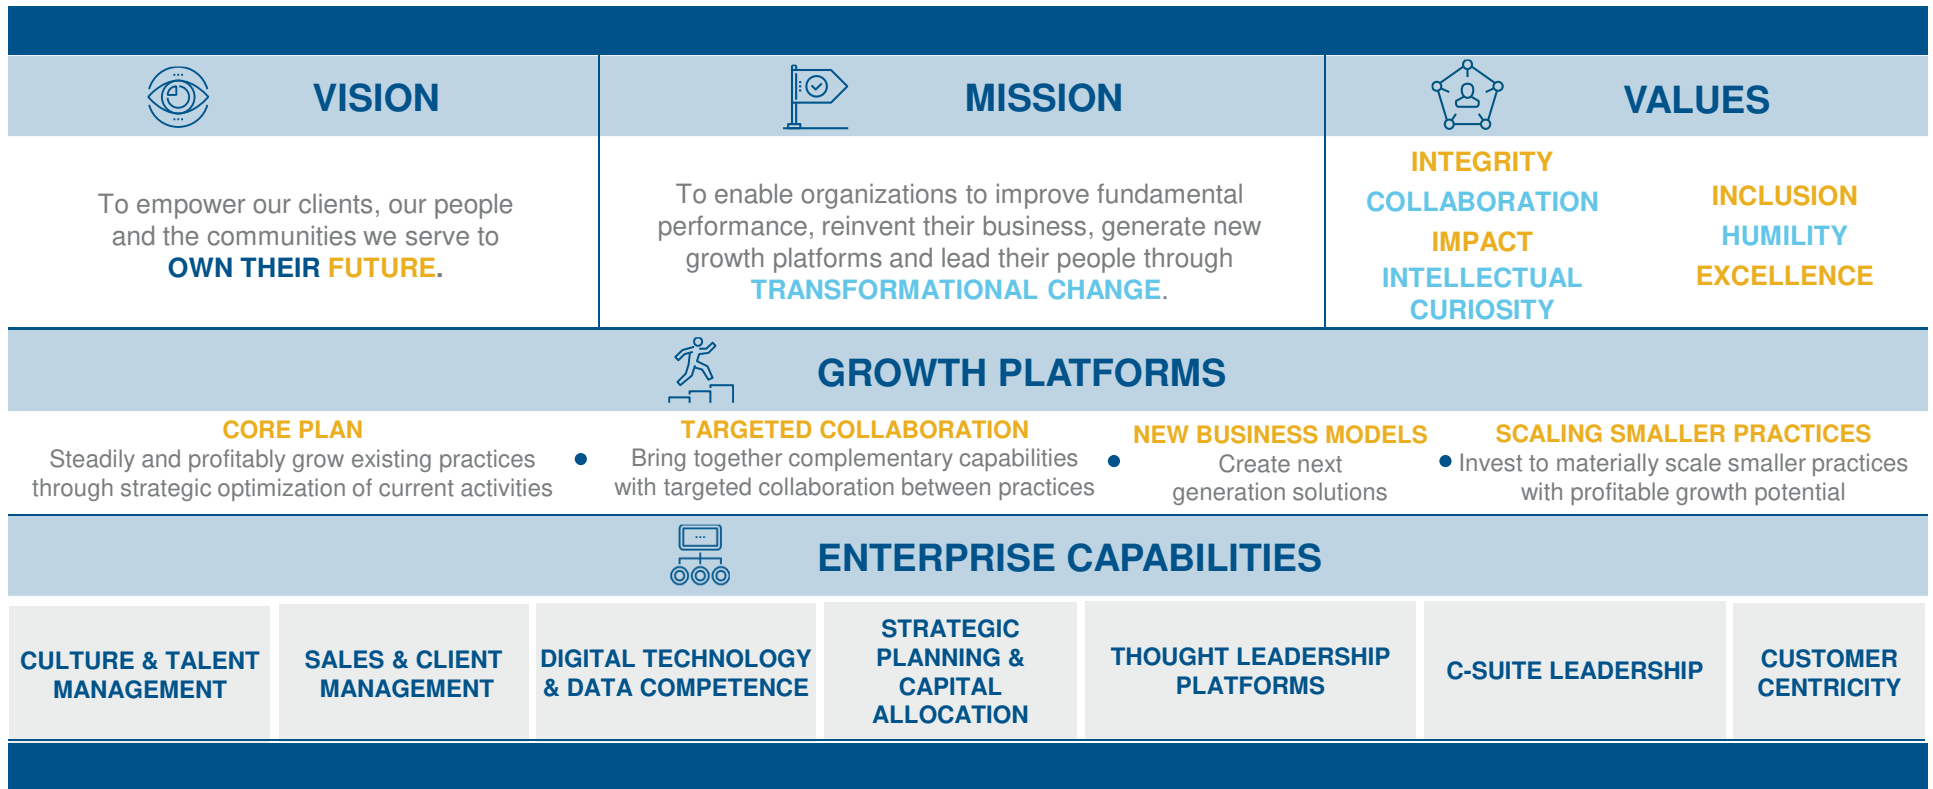 VISION
To empower our clients, our people
and the communities we serve to
OWN THEIR FUTURE.
MISSION
To enable organizations to improve fundamental
performance, reinvent their business, generate new
growth platforms and lead their people through
TRANSFORMATIONAL CHANGE.
VALUES
INTEGRITY
COLLABORATION
IMPACT
INTELLECTUAL
CURIOSITY
INCLUSION
HUMILITY
EXCELLENCE
GROWTH PLATFORMS
CORE PLAN
Steadily and profitably grow existing practices
through strategic optimization of current activities
TARGETED COLLABORATION
Bring together complementary capabilities
with targeted collaboration between practices
NEW BUSINESS MODELS
Create next
generation solutions
SCALING SMALLER PRACTICES
Invest to materially scale smaller practices
with profitable growth potential
ENTERPRISE CAPABILITIES
CULTURE & TALENT
MANAGEMENT
SALES & CLIENT
MANAGEMENT
DIGITAL TECHNOLOGY
& DATA COMPETENCE
STRATEGIC
PLANNING &
CAPITAL
ALLOCATION
THOUGHT LEADERSHIP
PLATFORMS
C-SUITE LEADERSHIP
CUSTOMER
CENTRICITY